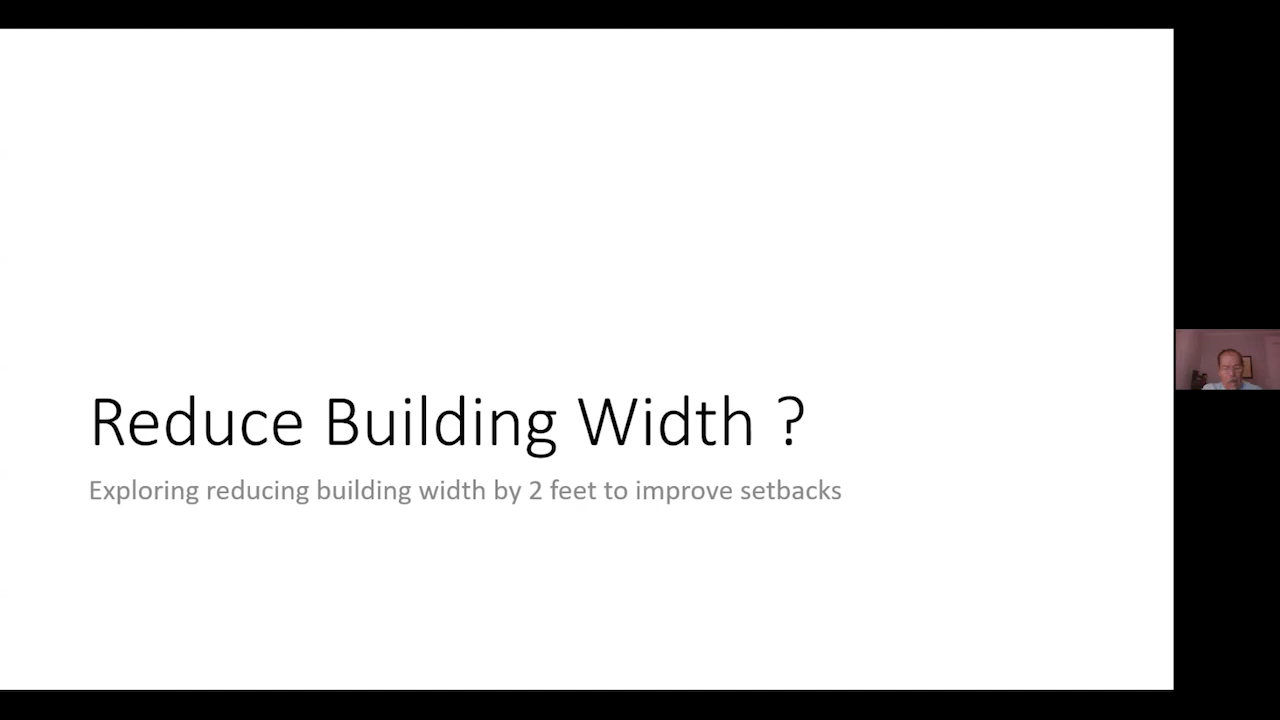 Reduce Building Width ?
Exploring reducing building width by 2 feet to improve setbacks